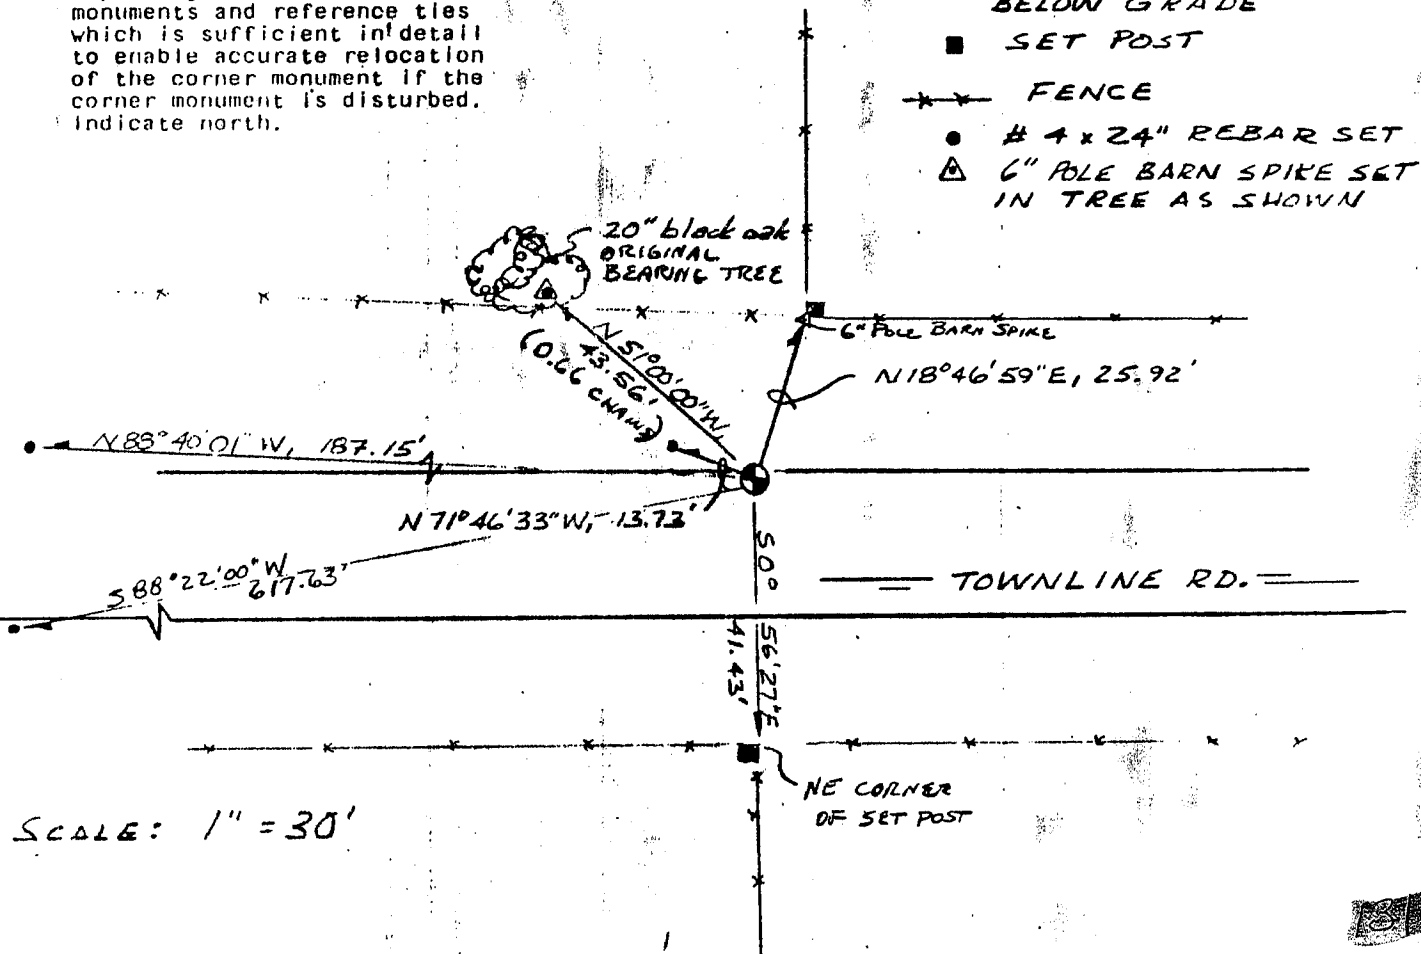 monuments and reference ties
which is sufficient in detail
to enable accurate relocation
of the corner monument if the
corner monument is disturbed.
Indicate north.
BELOW GRADE
SET POST
FENCE
# 4 x 24" REBAR SET
6" POLE BARN SPIKE SET
IN TREE AS SHOWN
20" black oak
ORIGINAL
BEARING TREE
6" POLE BARN SPIKE
N 51°00'00" W,
43.56'
(0.66 CHAINS)
N18°46'59"E, 25.92'
N88°40'01" W, 187.15'
N 71°46'33" W, 13.73'
S88°22'00" W
617.63'
S0°
56'27"E
41.43'
TOWNLINE RD.
NE CORNER
OF SET POST
SCALE: 1" = 30'